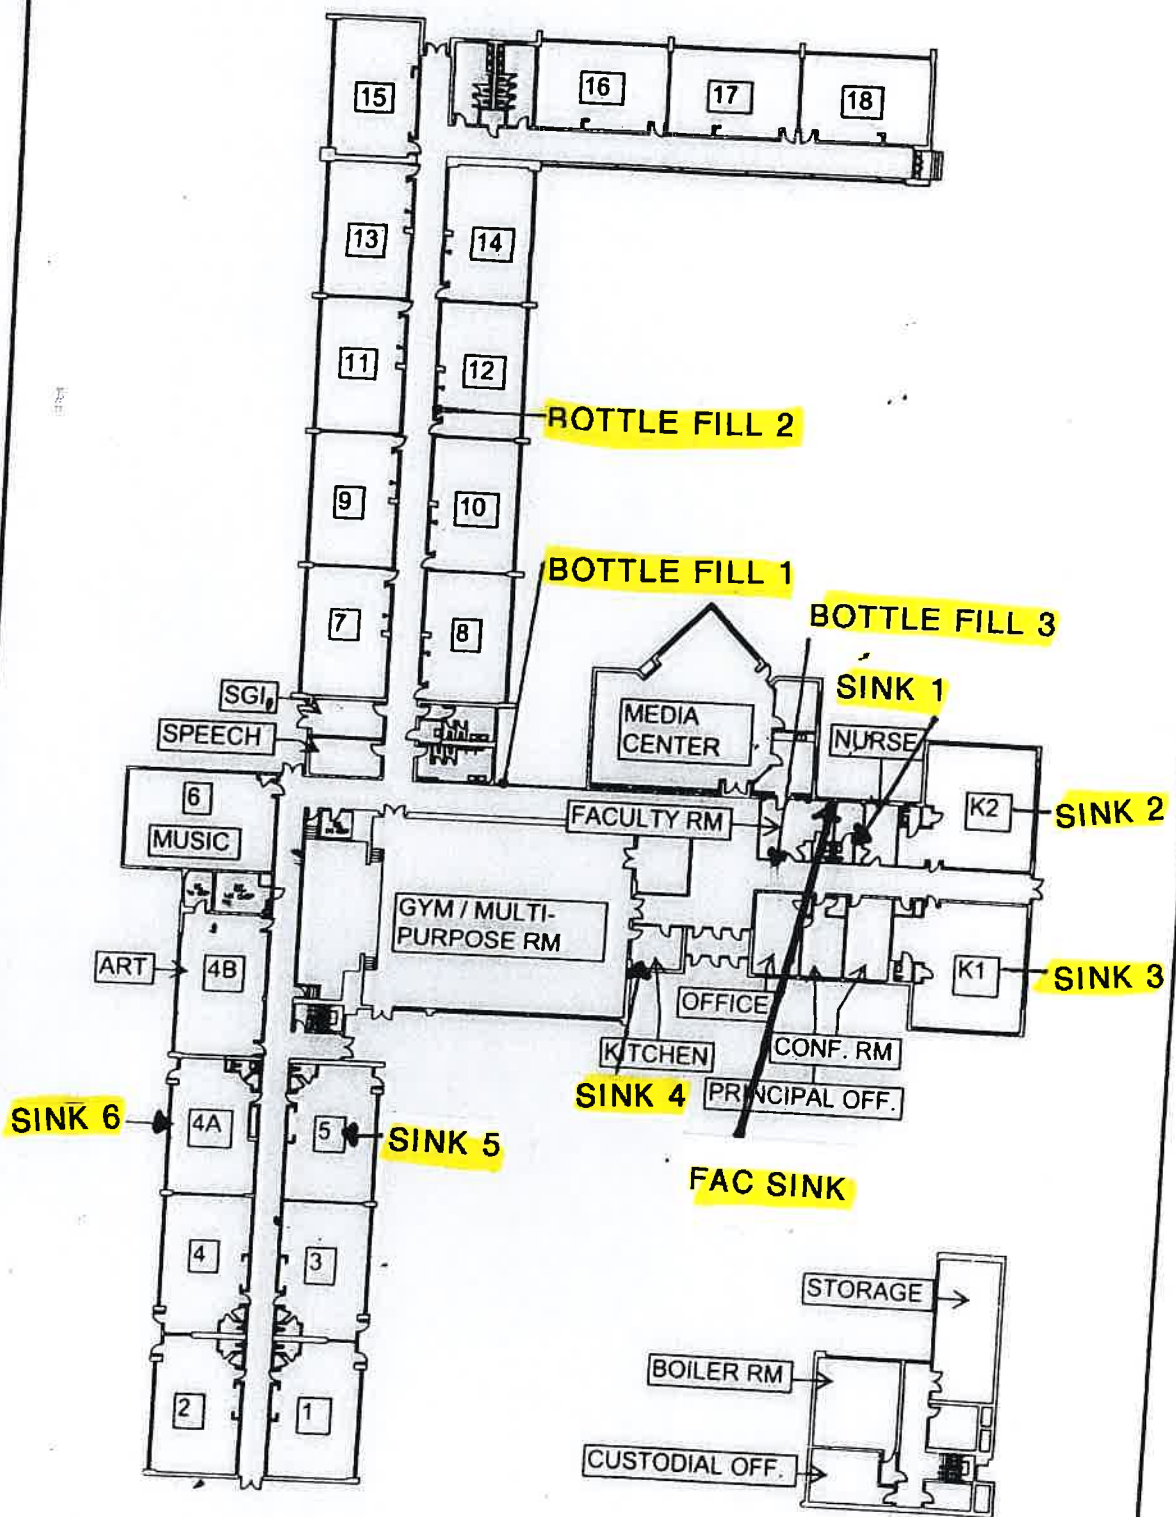 15
16
17
18
13
14
11
12
ROTTLE FILL 2
9
10
BOTTLE FILL 1
7
8
BOTTLE FILL 3
SGI
SINK 1
SPEECH
MEDIA
CENTER
NURSE
6
MUSIC
FACULTY RM
K2
SINK 2
GYM / MULTI-
PURPOSE RM
ART
4B
OFFICE
K1
SINK 3
KITCHEN
CONF. RM
SINK 4
PRINCIPAL OFF.
SINK 6
4A
5
SINK 5
FAC SINK
4
3
STORAGE
BOILER RM
2
1
CUSTODIAL OFF.